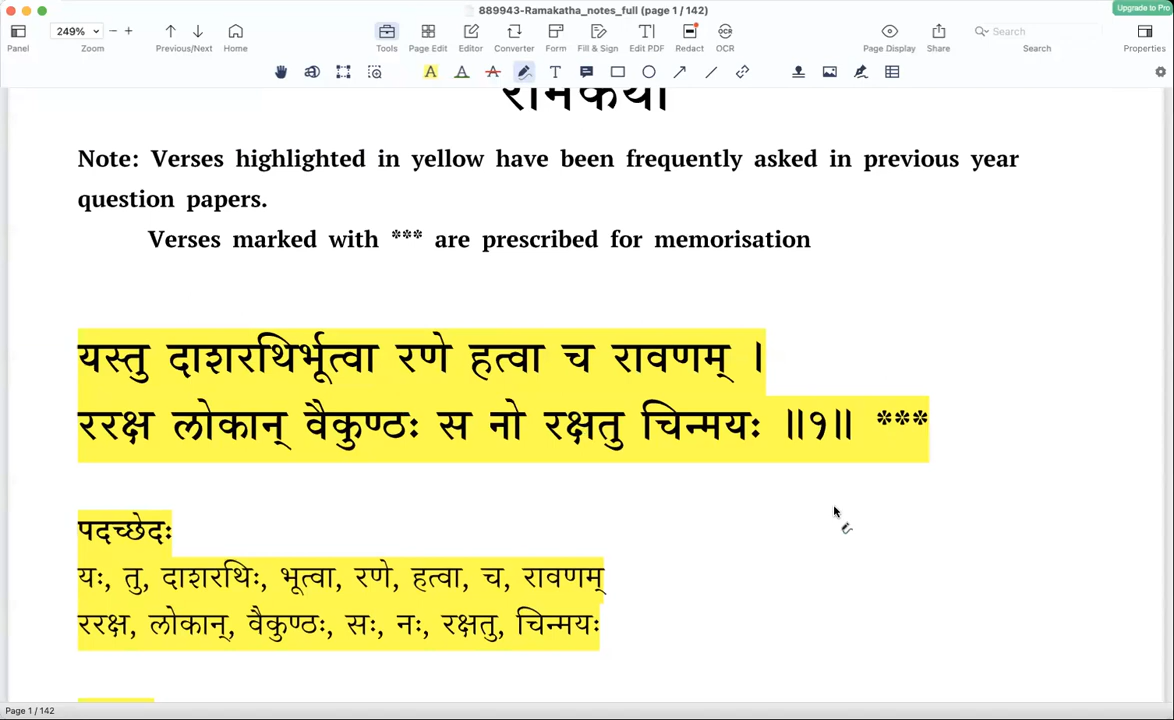 889943-Ramakatha_notes_full (page 1 / 142)
Upgrade to Pro
249%
Search
Panel Zoom Previous/Next Home Tools Page Edit Editor Converter Form Fill & Sign Edit PDF Redact OCR Page Display Share Search Properties
रामकथा
Note: Verses highlighted in yellow have been frequently asked in previous year
question papers.
Verses marked with *** are prescribed for memorisation
यस्तु दाशरथिर्भूत्वा रणे हत्वा च रावणम् ।
ररक्ष लोकान् वैकुण्ठः स नो रक्षतु चिन्मयः ॥१॥ ***
पदच्छेदः
यः, तु, दाशरथिः, भूत्वा, रणे, हत्वा, च, रावणम्
ररक्ष, लोकान्, वैकुण्ठः, सः, नः, रक्षतु, चिन्मयः
Page 1 / 142